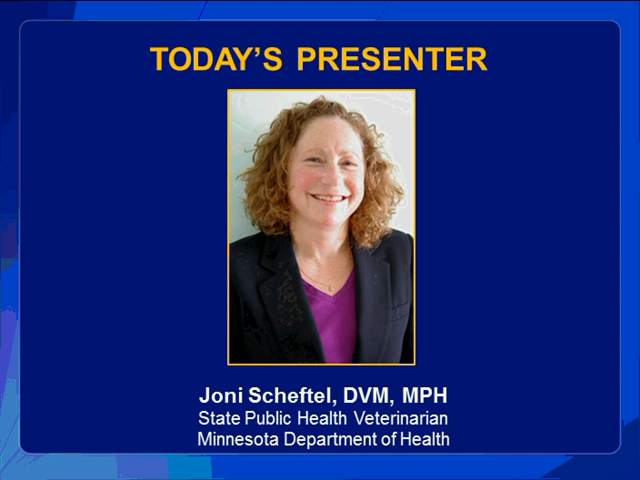 TODAY'S PRESENTER
Joni Scheftel, DVM, MPH
State Public Health Veterinarian
Minnesota Department of Health